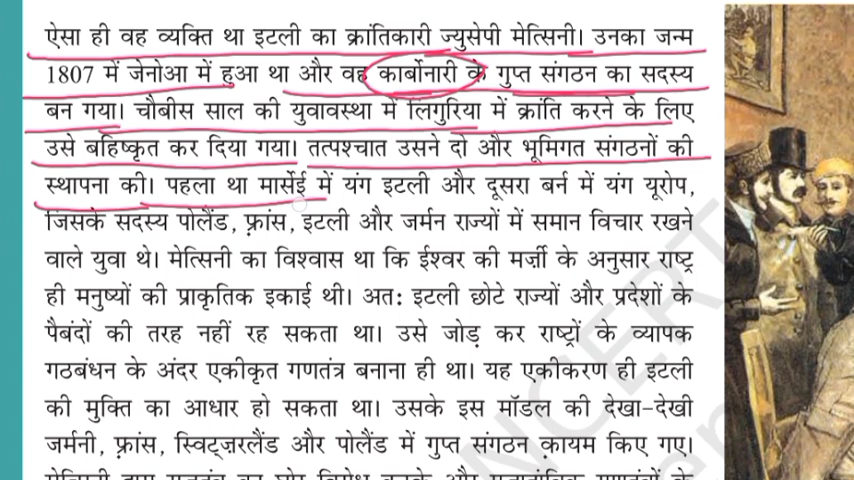 ऐसा ही वह व्यक्ति था इटली का क्रांतिकारी ज्युसेपी मेत्सिनी। उनका जन्म
1807 में जेनोआ में हुआ था और वह कार्बोनारी के गुप्त संगठन का सदस्य
बन गया। चौबीस साल की युवावस्था में लिगुरिया में क्रांति करने के लिए
उसे बहिष्कृत कर दिया गया। तत्पश्चात उसने दो और भूमिगत संगठनों की
स्थापना की। पहला था मार्सेई में यंग इटली और दूसरा बर्न में यंग यूरोप,
जिसके सदस्य पोलैंड, फ़्रांस, इटली और जर्मन राज्यों में समान विचार रखने
वाले युवा थे। मेत्सिनी का विश्वास था कि ईश्वर की मर्ज़ी के अनुसार राष्ट्र
ही मनुष्यों की प्राकृतिक इकाई थी। अत: इटली छोटे राज्यों और प्रदेशों के
पैबंदों की तरह नहीं रह सकता था। उसे जोड़ कर राष्ट्रों के व्यापक
गठबंधन के अंदर एकीकृत गणतंत्र बनाना ही था। यह एकीकरण ही इटली
की मुक्ति का आधार हो सकता था। उसके इस मॉडल की देखा-देखी
जर्मनी, फ़्रांस, स्विट्ज़रलैंड और पोलैंड में गुप्त संगठन क़ायम किए गए।
NCERT